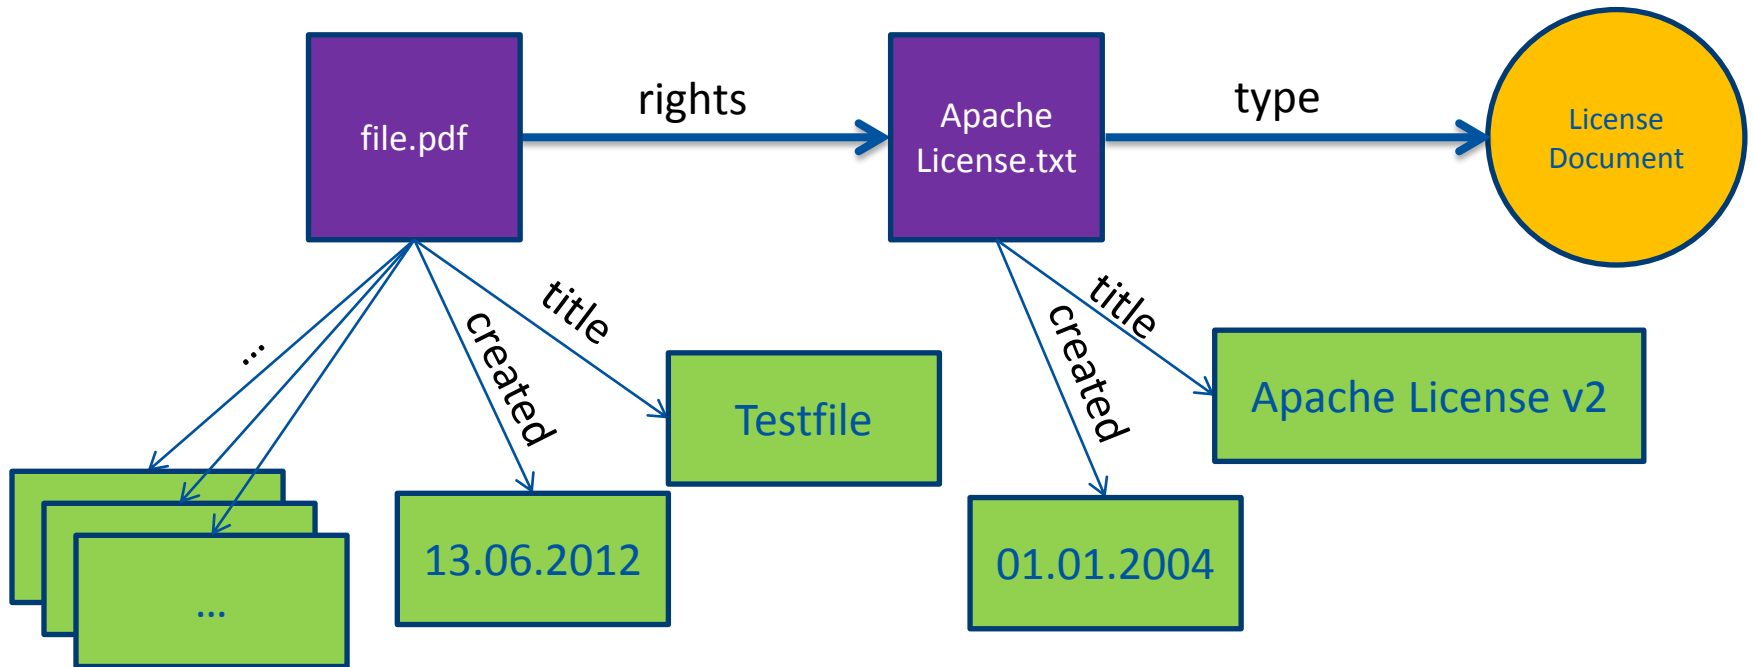 file.pdf
rights
Apache
License.txt
type
License
Document
...
created
title
Testfile
13.06.2012
...
created
title
Apache License v2
01.01.2004